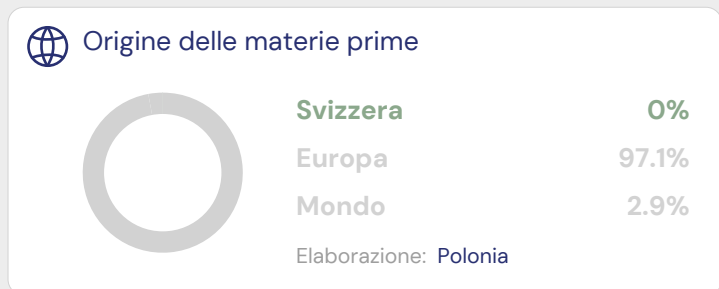 Origine delle materie prime
Svizzera 0%
Europa 97.1%
Mondo 2.9%
Elaborazione: Polonia